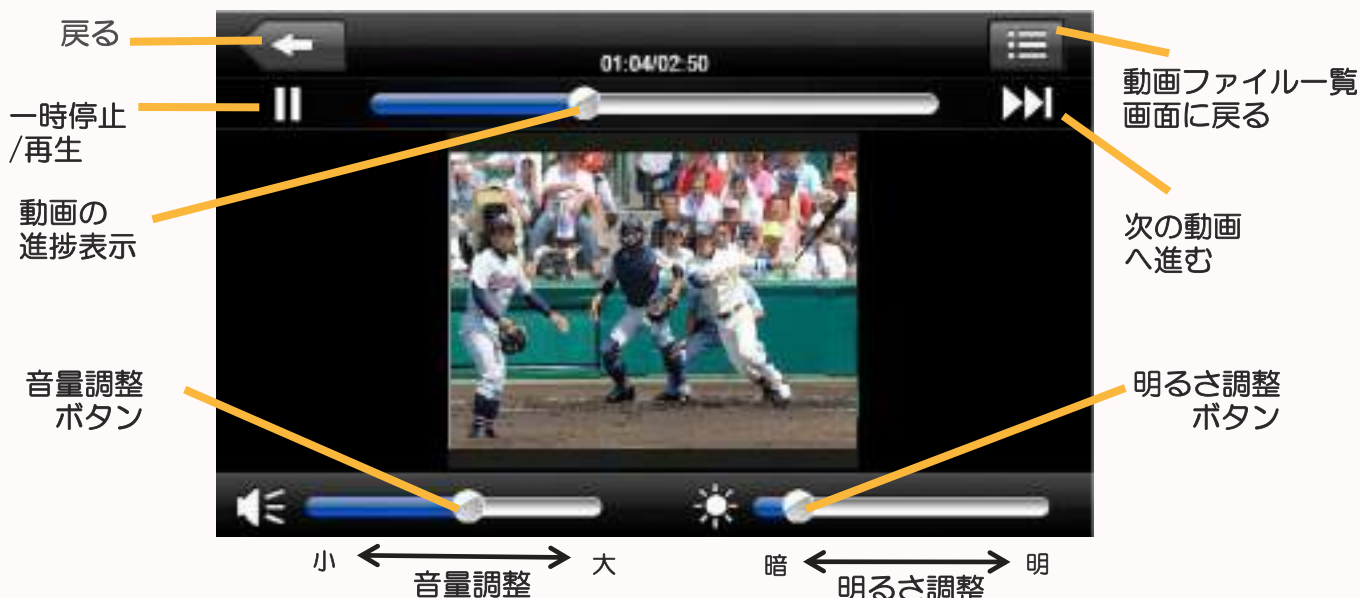 戻る
01:04/02:50
動画ファイル一覧
画面に戻る
一時停止
/再生
動画の
進捗表示
次の動画
へ進む
音量調整
ボタン
明るさ調整
ボタン
小
大
音量調整
暗
明
明るさ調整